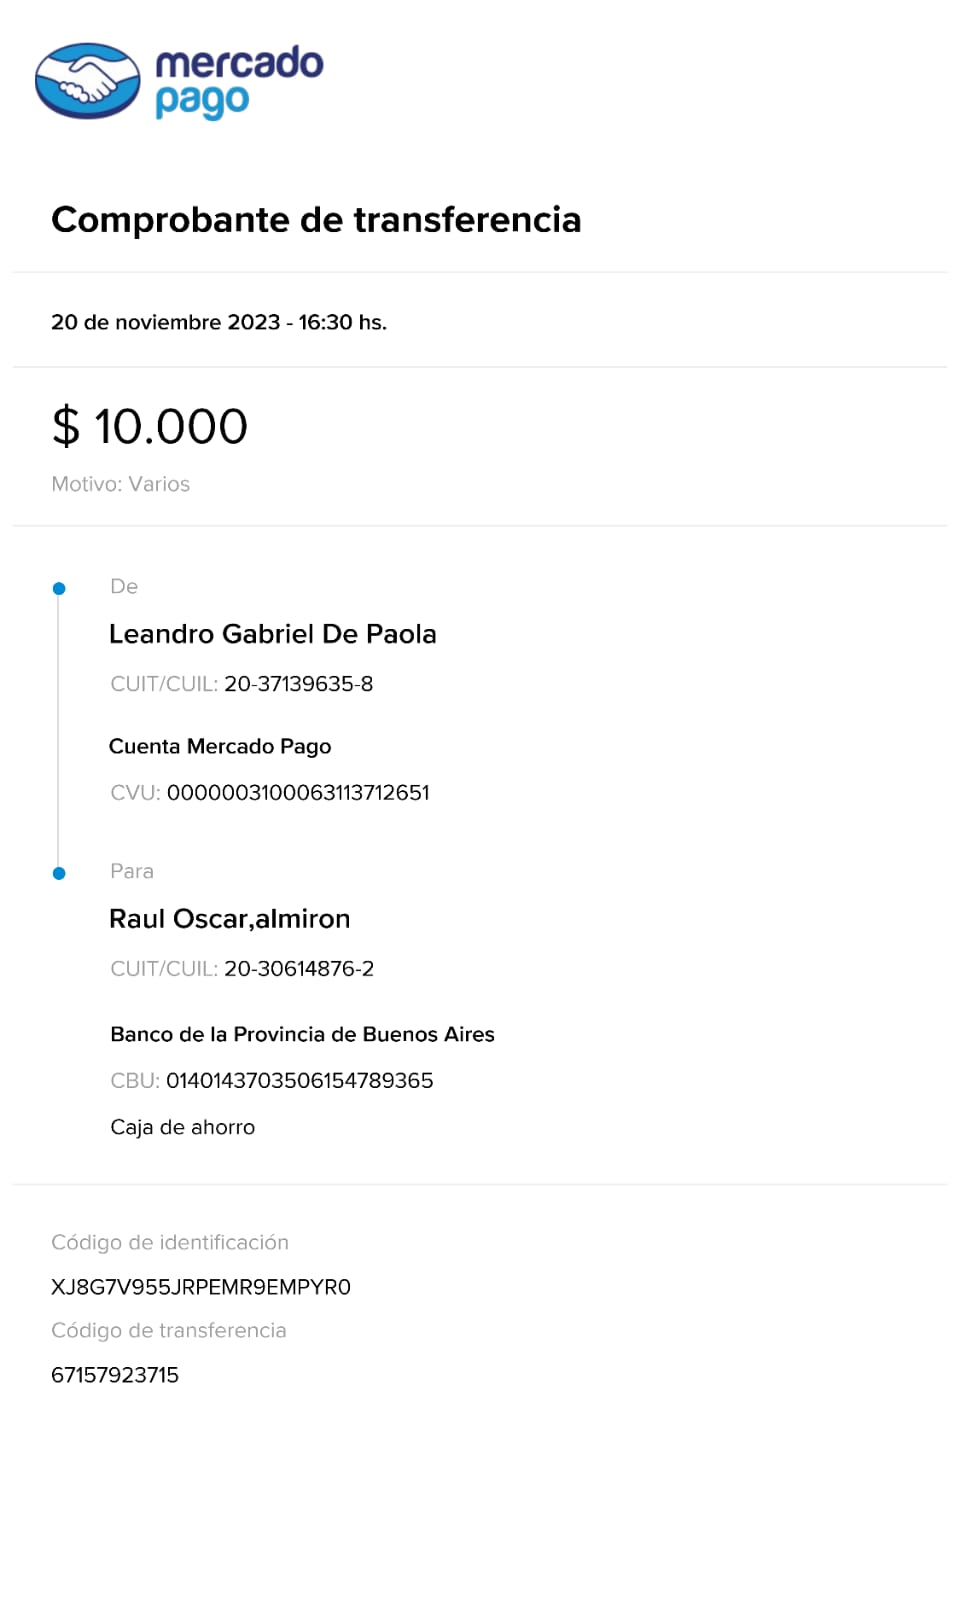 mercado
pago
Comprobante de transferencia
20 de noviembre 2023 - 16:30 hs.
$ 10.000
Motivo: Varios
De
Leandro Gabriel De Paola
CUIT/CUIL: 20-37139635-8
Cuenta Mercado Pago
CVU: 0000003100063113712651
Para
Raul Oscar,almiron
CUIT/CUIL: 20-30614876-2
Banco de la Provincia de Buenos Aires
CBU: 0140143703506154789365
Caja de ahorro
Código de identificación
XJ8G7V955JRPEMR9EMPYR0
Código de transferencia
67157923715